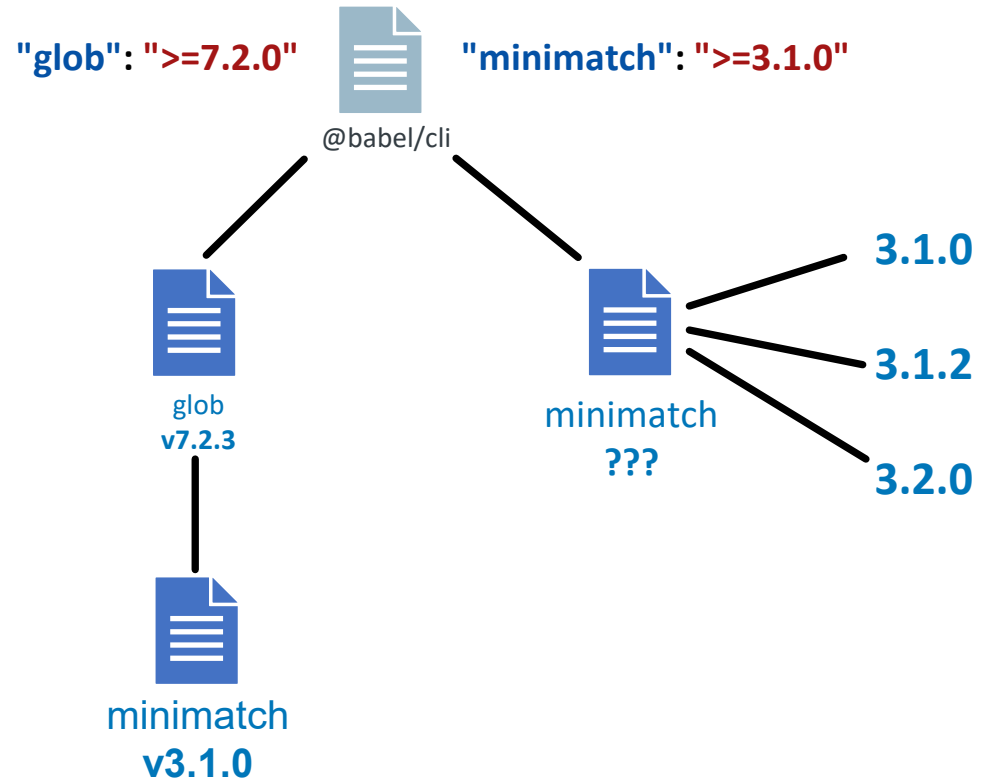 "glob": ">=7.2.0"
"minimatch": ">=3.1.0"
@babel/cli
3.1.0
3.1.2
3.2.0
glob
v7.2.3
minimatch
???
minimatch
v3.1.0